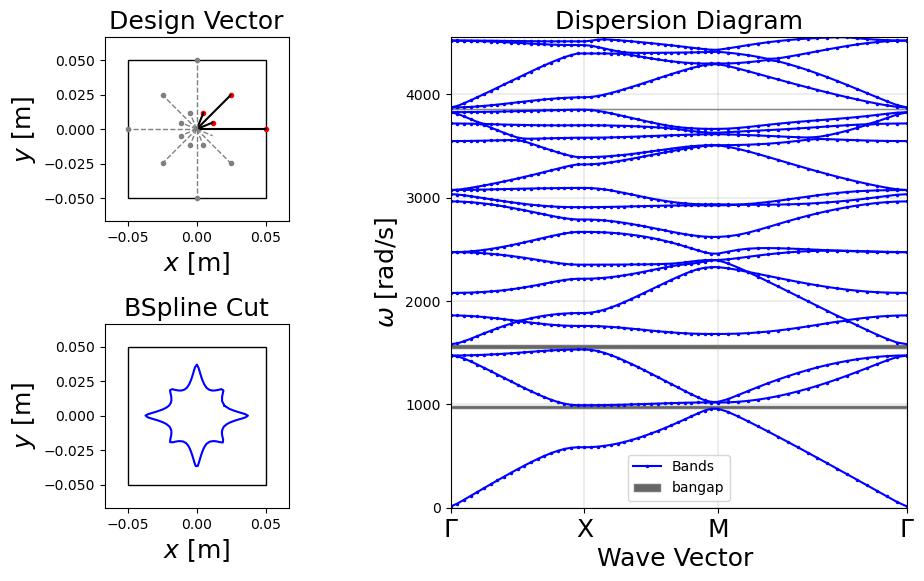 Design Vector
0.050
0.025
0.000
−0.025
−0.050
y [m]
−0.05
0.00
0.05
x [m]
BSpline Cut
0.050
0.025
0.000
−0.025
−0.050
y [m]
−0.05
0.00
0.05
x [m]
Dispersion Diagram
4000
3000
2000
1000
0
ω [rad/s]
Bands
bangap
Γ
X
M
Γ
Wave Vector